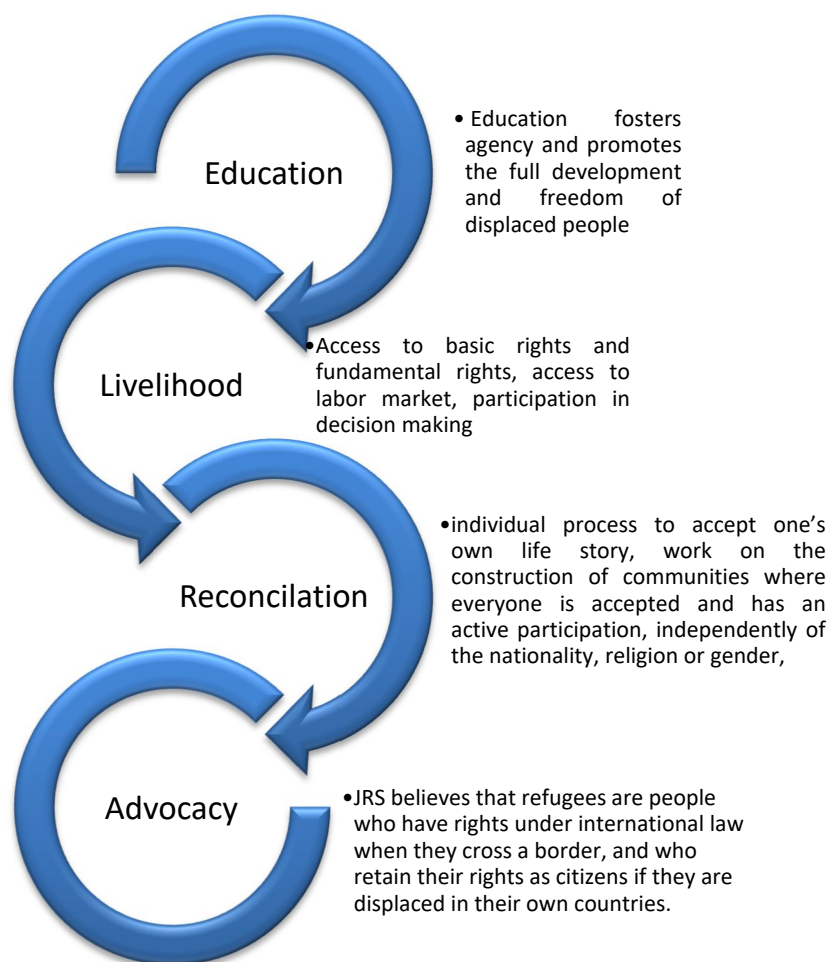 Education
• Education fosters
agency and promotes
the full development
and freedom of
displaced people
Livelihood
•Access to basic rights and
fundamental rights, access to
labor market, participation in
decision making
Reconcilation
•individual process to accept one’s
own life story, work on the
construction of communities where
everyone is accepted and has an
active participation, independently of
the nationality, religion or gender,
Advocacy
•JRS believes that refugees are people
who have rights under international law
when they cross a border, and who
retain their rights as citizens if they are
displaced in their own countries.